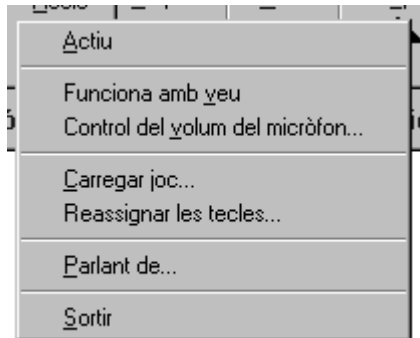 Actiu
Funciona amb veu
Control del volum del micròfon...
Carregar joc...
Reassignar les tecles...
Parlant de...
Sortir